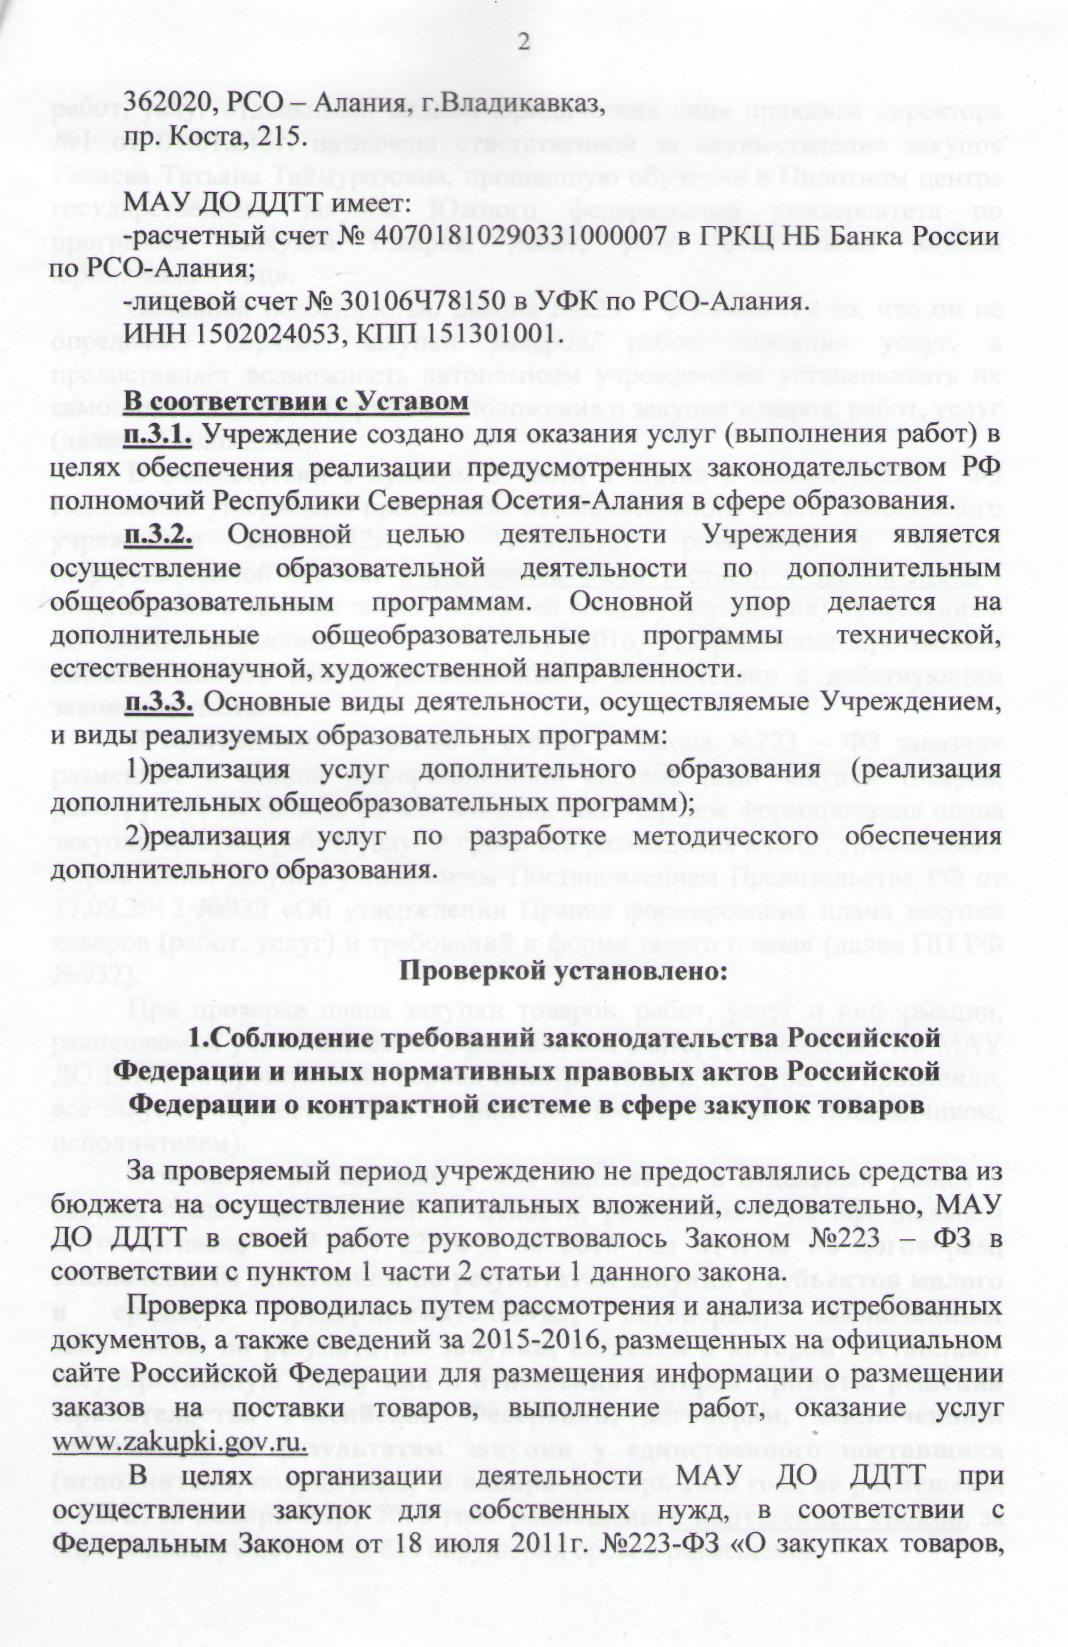 2
362020, РСО – Алания, г.Владикавказ,
пр. Коста, 215.
МАУ ДО ДДТТ имеет:
-расчетный счет № 40701810290331000007 в ГРКЦ НБ Банка России
по РСО-Алания;
-лицевой счет № 30106Ч78150 в УФК по РСО-Алания.
ИНН 1502024053, КПП 151301001.
В соответствии с Уставом
п.3.1. Учреждение создано для оказания услуг (выполнения работ) в
целях обеспечения реализации предусмотренных законодательством РФ
полномочий Республики Северная Осетия-Алания в сфере образования.
п.3.2. Основной целью деятельности Учреждения является
осуществление образовательной деятельности по дополнительным
общеобразовательным программам. Основной упор делается на
дополнительные общеобразовательные программы технической,
естественнонаучной, художественной направленности.
п.3.3. Основные виды деятельности, осуществляемые Учреждением,
и виды реализуемых образовательных программ:
1)реализация услуг дополнительного образования (реализация
дополнительных общеобразовательных программ);
2)реализация услуг по разработке методического обеспечения
дополнительного образования.
Проверкой установлено:
1.Соблюдение требований законодательства Российской
Федерации и иных нормативных правовых актов Российской
Федерации о контрактной системе в сфере закупок товаров
За проверяемый период учреждению не предоставлялись средства из
бюджета на осуществление капитальных вложений, следовательно, МАУ
ДО ДДТТ в своей работе руководствовалось Законом №223 – ФЗ в
соответствии с пунктом 1 части 2 статьи 1 данного закона.
Проверка проводилась путем рассмотрения и анализа истребованных
документов, а также сведений за 2015-2016, размещенных на официальном
сайте Российской Федерации для размещения информации о размещении
заказов на поставки товаров, выполнение работ, оказание услуг
www.zakupki.gov.ru.
В целях организации деятельности МАУ ДО ДДТТ при
осуществлении закупок для собственных нужд, в соответствии с
Федеральным Законом от 18 июля 2011г. №223-ФЗ «О закупках товаров,